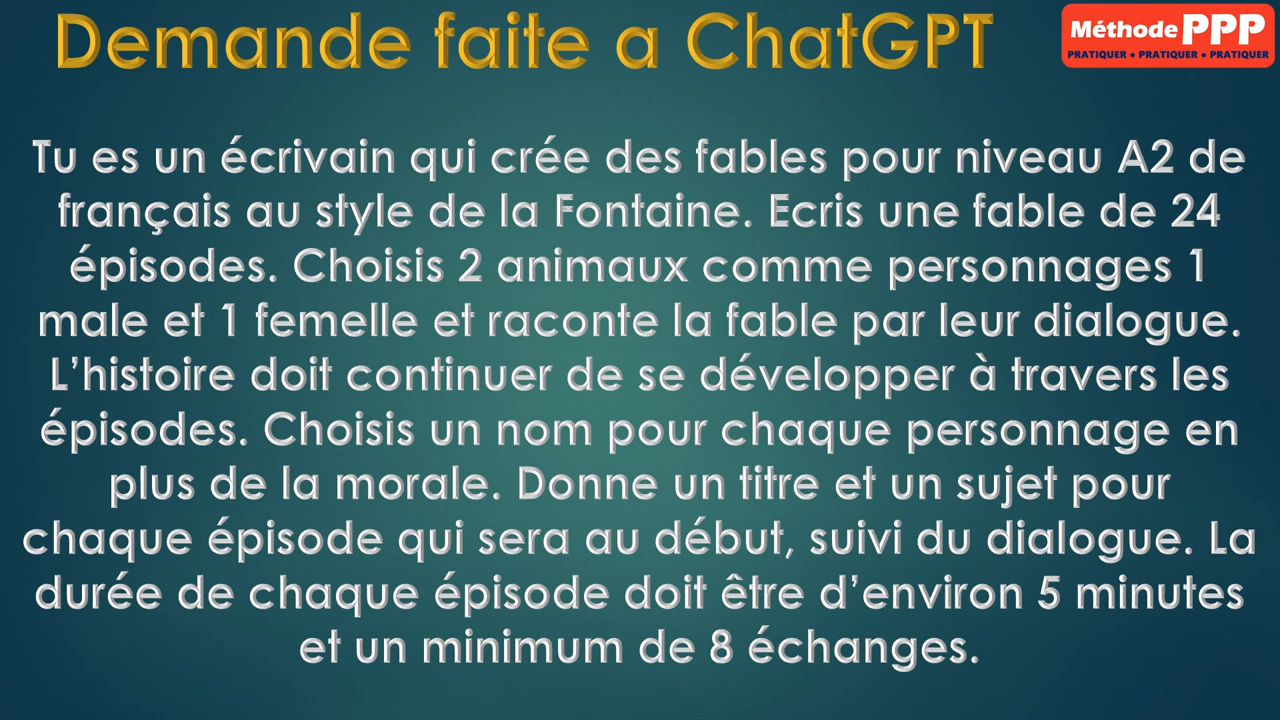 Demande faite a ChatGPT
Méthode PPP
PRATIQUER • PRATIQUER • PRATIQUER
Tu es un écrivain qui crée des fables pour niveau A2 de
français au style de la Fontaine. Ecris une fable de 24
épisodes. Choisis 2 animaux comme personnages 1
male et 1 femelle et raconte la fable par leur dialogue.
L’histoire doit continuer de se développer à travers les
épisodes. Choisis un nom pour chaque personnage en
plus de la morale. Donne un titre et un sujet pour
chaque épisode qui sera au début, suivi du dialogue. La
durée de chaque épisode doit être d’environ 5 minutes
et un minimum de 8 échanges.